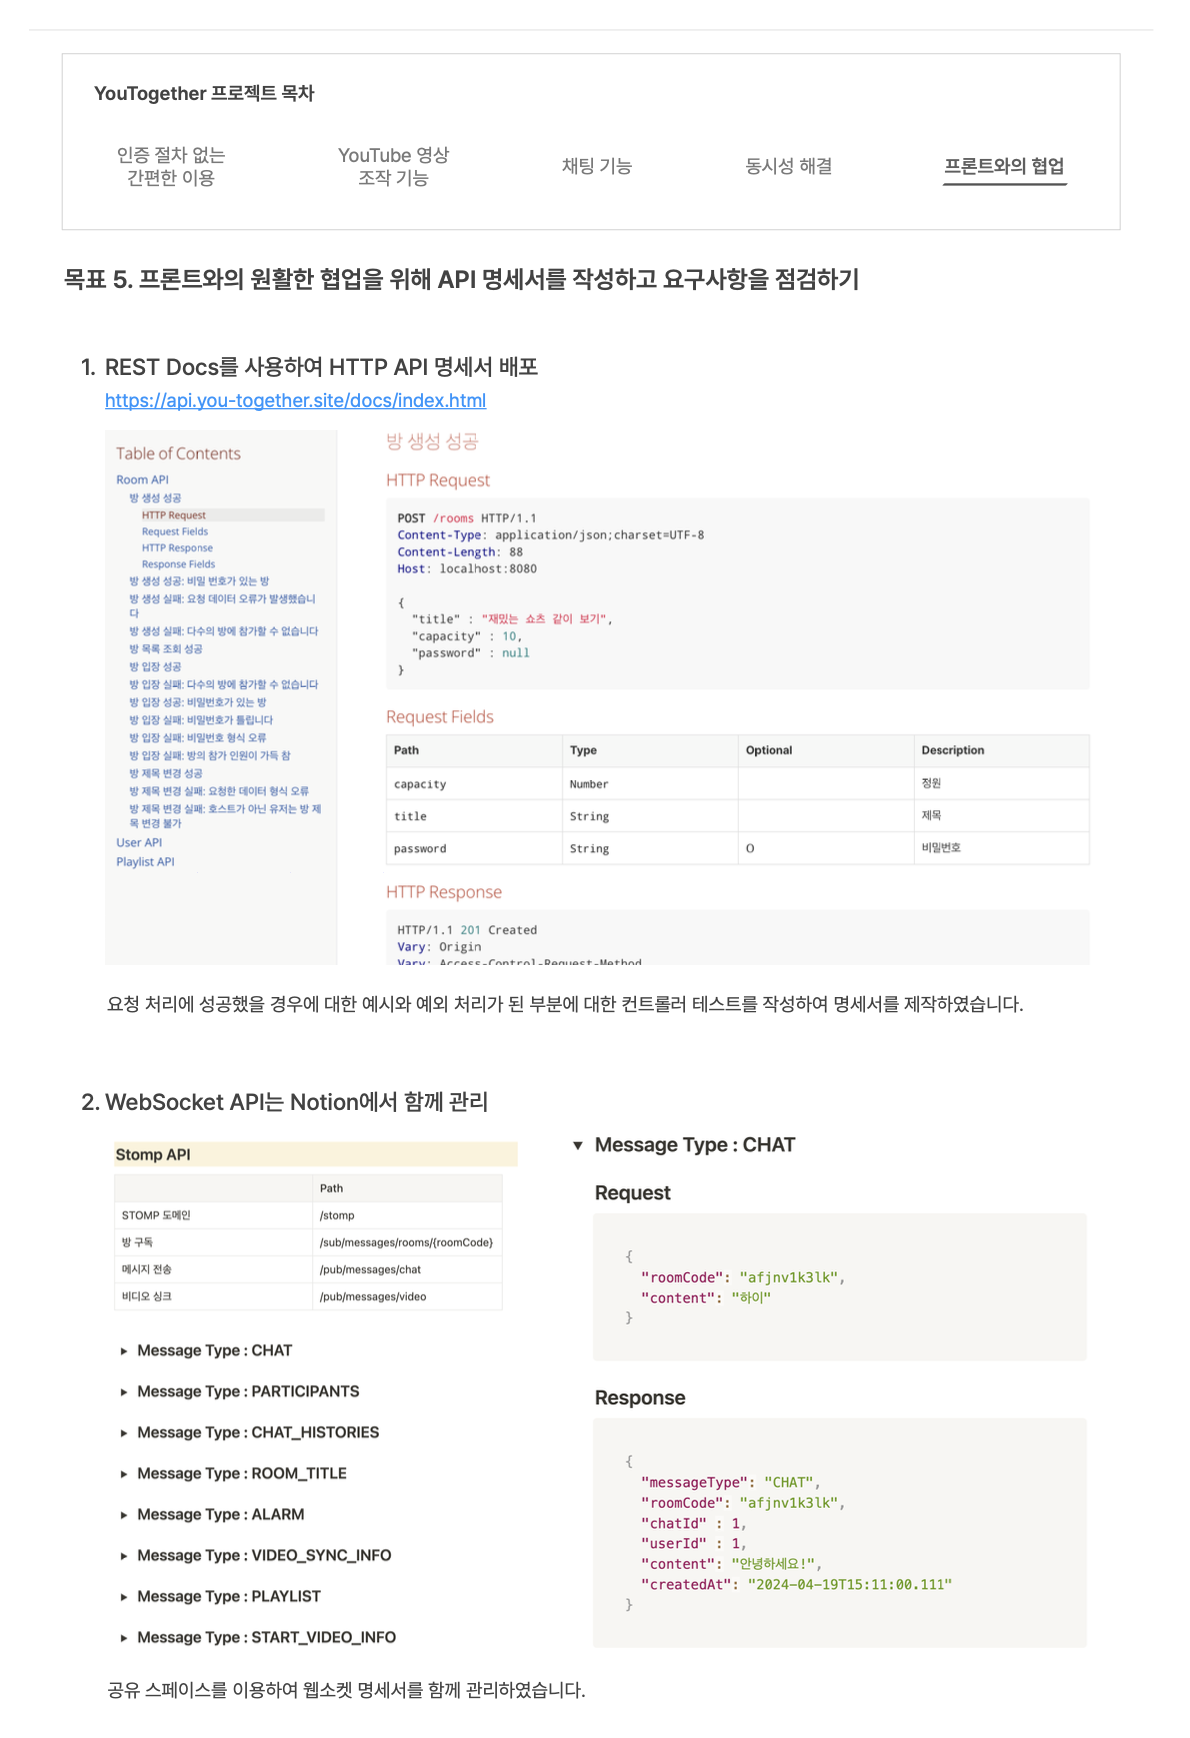 YouTogether 프로젝트 목차
인증 절차 없는
간편한 이용
YouTube 영상
조작 기능
채팅 기능
동시성 해결
프론트와의 협업
목표 5. 프론트와의 원활한 협업을 위해 API 명세서를 작성하고 요구사항을 점검하기
1. REST Docs를 사용하여 HTTP API 명세서 배포
https://api.you-together.site/docs/index.html
Table of Contents
Room API
방 생성 성공
HTTP Request
Request Fields
HTTP Response
Response Fields
방 생성 성공: 비밀 번호가 있는 방
방 생성 실패: 요청 데이터 오류가 발생했습니
다
방 생성 실패: 다수의 방에 참가할 수 없습니다
방 목록 조회 성공
방 입장 성공
방 입장 실패: 다수의 방에 참가할 수 없습니다
방 입장 성공: 비밀번호가 있는 방
방 입장 실패: 비밀번호가 틀립니다
방 입장 실패: 비밀번호 형식 오류
방 입장 실패: 방의 참가 인원이 가득 참
방 제목 변경 성공
방 제목 변경 실패: 요청한 데이터 형식 오류
방 제목 변경 실패: 호스트가 아닌 유저는 방 제
목 변경 불가
User API
Playlist API
방 생성 성공
HTTP Request
POST /rooms HTTP/1.1
Content-Type: application/json;charset=UTF-8
Content-Length: 88
Host: localhost:8080
{
"title" : "재밌는 쇼츠 같이 보기",
"capacity" : 10,
"password" : null
}
Request Fields
Path Type Optional Description
capacity Number 정원
title String 제목
password String O 비밀번호
HTTP Response
HTTP/1.1 201 Created
Vary: Origin
Vary: Access-Control-Request-Method
요청 처리에 성공했을 경우에 대한 예시와 예외 처리가 된 부분에 대한 컨트롤러 테스트를 작성하여 명세서를 제작하였습니다.
2. WebSocket API는 Notion에서 함께 관리
Stomp API
Path
STOMP 도메인 /stomp
방 구독 /sub/messages/rooms/{roomCode}
메시지 전송 /pub/messages/chat
비디오 싱크 /pub/messages/video
▸ Message Type : CHAT
▸ Message Type : PARTICIPANTS
▸ Message Type : CHAT_HISTORIES
▸ Message Type : ROOM_TITLE
▸ Message Type : ALARM
▸ Message Type : VIDEO_SYNC_INFO
▸ Message Type : PLAYLIST
▸ Message Type : START_VIDEO_INFO
▾ Message Type : CHAT
Request
{
"roomCode": "afjnv1k3lk",
"content": "하이"
}
Response
{
"messageType": "CHAT",
"roomCode": "afjnv1k3lk",
"chatId" : 1,
"userId" : 1,
"content": "안녕하세요!",
"createdAt": "2024-04-19T15:11:00.111"
}
공유 스페이스를 이용하여 웹소켓 명세서를 함께 관리하였습니다.